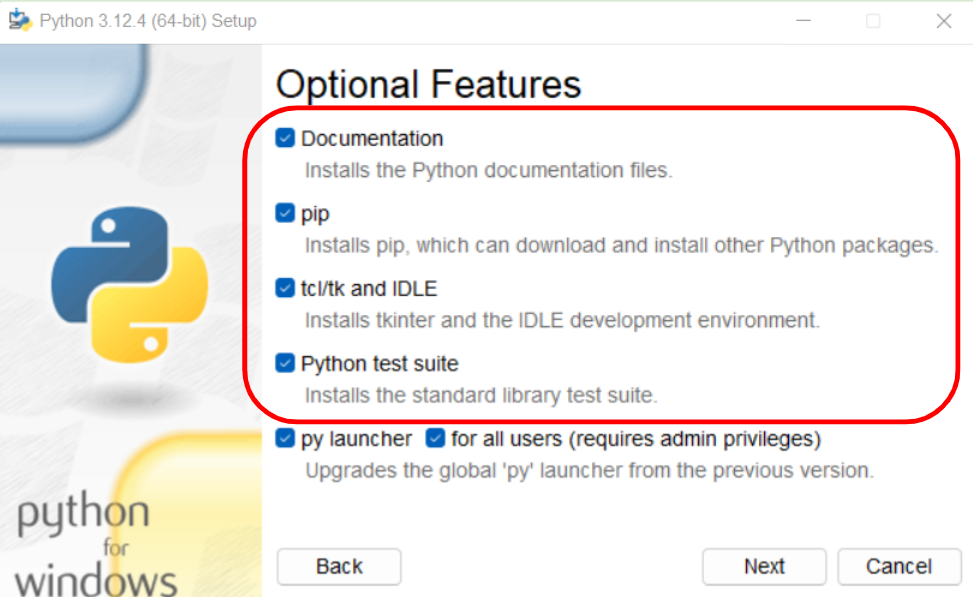 Python 3.12.4 (64-bit) Setup
Optional Features
Documentation
Installs the Python documentation files.
pip
Installs pip, which can download and install other Python packages.
tcl/tk and IDLE
Installs tkinter and the IDLE development environment.
Python test suite
Installs the standard library test suite.
py launcher for all users (requires admin privileges)
Upgrades the global 'py' launcher from the previous version.
python
for
windows
Back Next Cancel